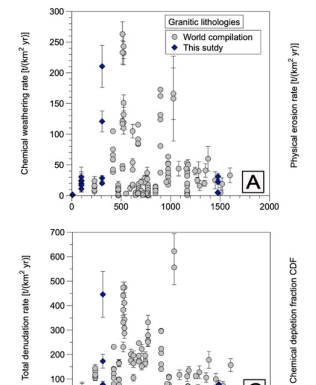 300
Granitic lithologies
World compilation
This sutdy
250
200
150
100
50
0
Chemical weathering rate [t/(km² yr)]
Physical erosion rate [t/(km² yr)]
A
0 500 1000 1500 2000
700
600
500
400
300
200
100
Total denudation rate [t/(km² yr)]
Chemical depletion fraction CDF